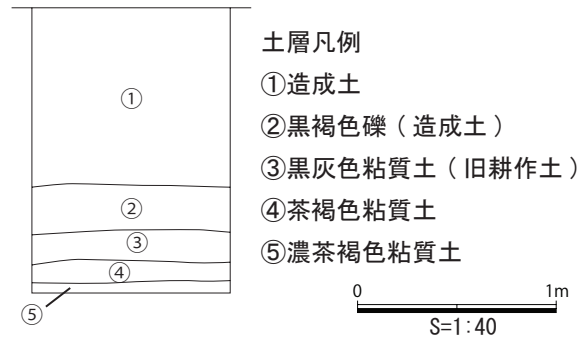 土層凡例
①造成土
②黒褐色礫（造成土）
③黒灰色粘質土（旧耕作土）
④茶褐色粘質土
⑤濃茶褐色粘質土
①
②
③
④
⑤
0 1m
S=1:40